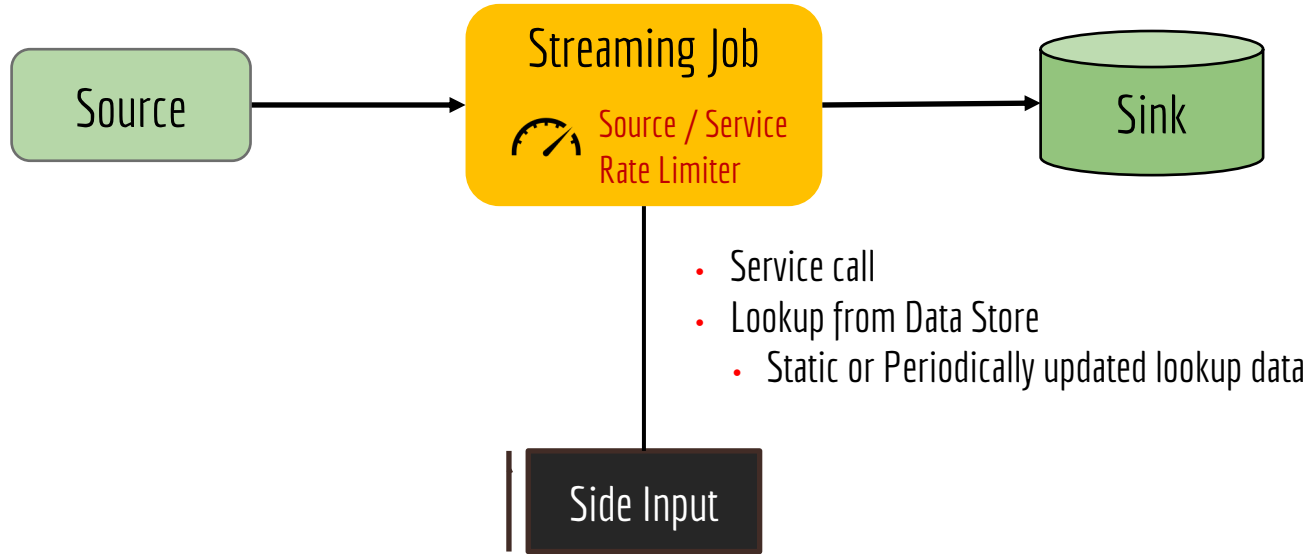 Source
Streaming Job
Source / Service
Rate Limiter
Sink
• Service call
• Lookup from Data Store
• Static or Periodically updated lookup data
Side Input